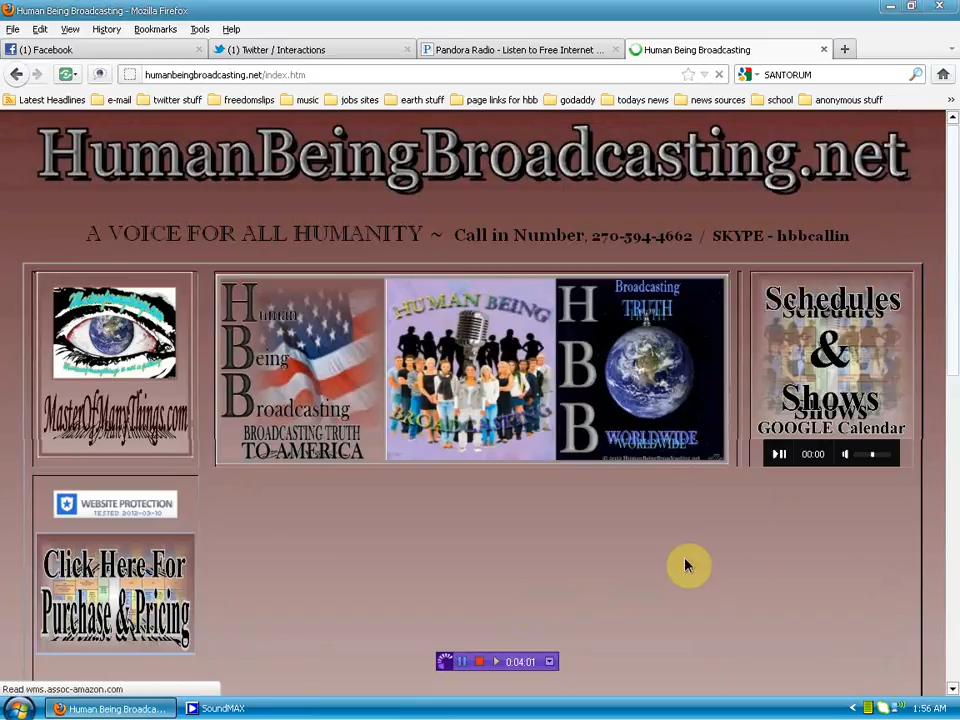 Human Being Broadcasting - Mozilla Firefox
File Edit View History Bookmarks Tools Help
(1) Facebook
(1) Twitter / Interactions
Pandora Radio - Listen to Free Internet ...
Human Being Broadcasting
humanbeingbroadcasting.net/index.htm
SANTORUM
Latest Headlines e-mail twitter stuff freedomslips music jobs sites earth stuff page links for hbb godaddy todays news news sources school anonymous stuff »
HumanBeingBroadcasting.net
A VOICE FOR ALL HUMANITY ~ Call in Number, 270-594-4662 / SKYPE - hbbcallin
MasterOfManyThings.com
Human
Being
Broadcasting
BROADCASTING TRUTH
TO AMERICA
HUMAN BEING
BROADCASTING
HBB
Broadcasting
TRUTH
WORLDWIDE
Schedules
&
Shows
GOOGLE Calendar
00:00
WEBSITE PROTECTION
TESTED 2012-03-10
Click Here For
Purchase & Pricing
0:04:01
Read wms.assoc-amazon.com
Human Being Broadca...
SoundMAX
1:56 AM